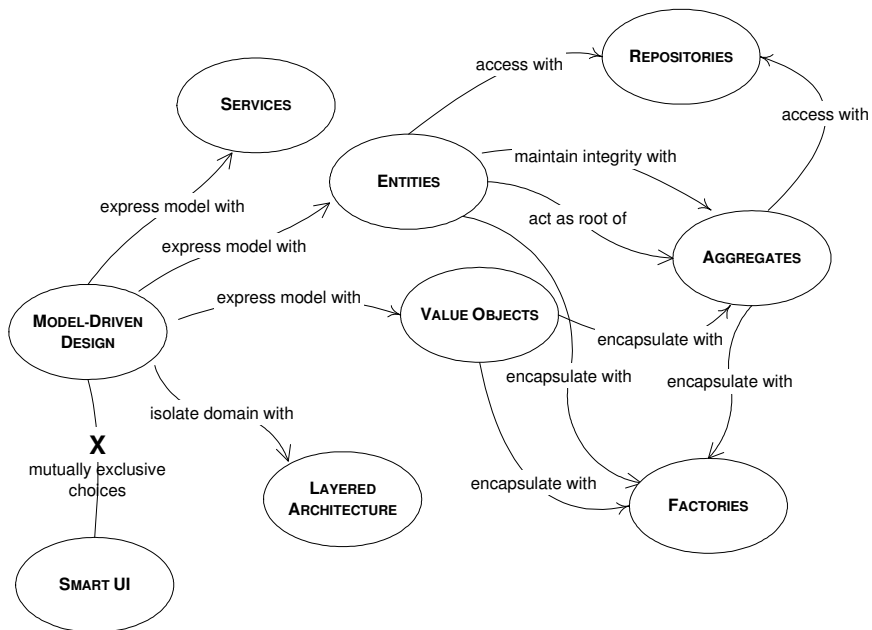 REPOSITORIES
access with
SERVICES
access with
maintain integrity with
ENTITIES
express model with
act as root of
express model with
AGGREGATES
express model with
VALUE OBJECTS
MODEL-DRIVEN
DESIGN
encapsulate with
encapsulate with
encapsulate with
isolate domain with
X
mutually exclusive
choices
encapsulate with
LAYERED
ARCHITECTURE
FACTORIES
SMART UI